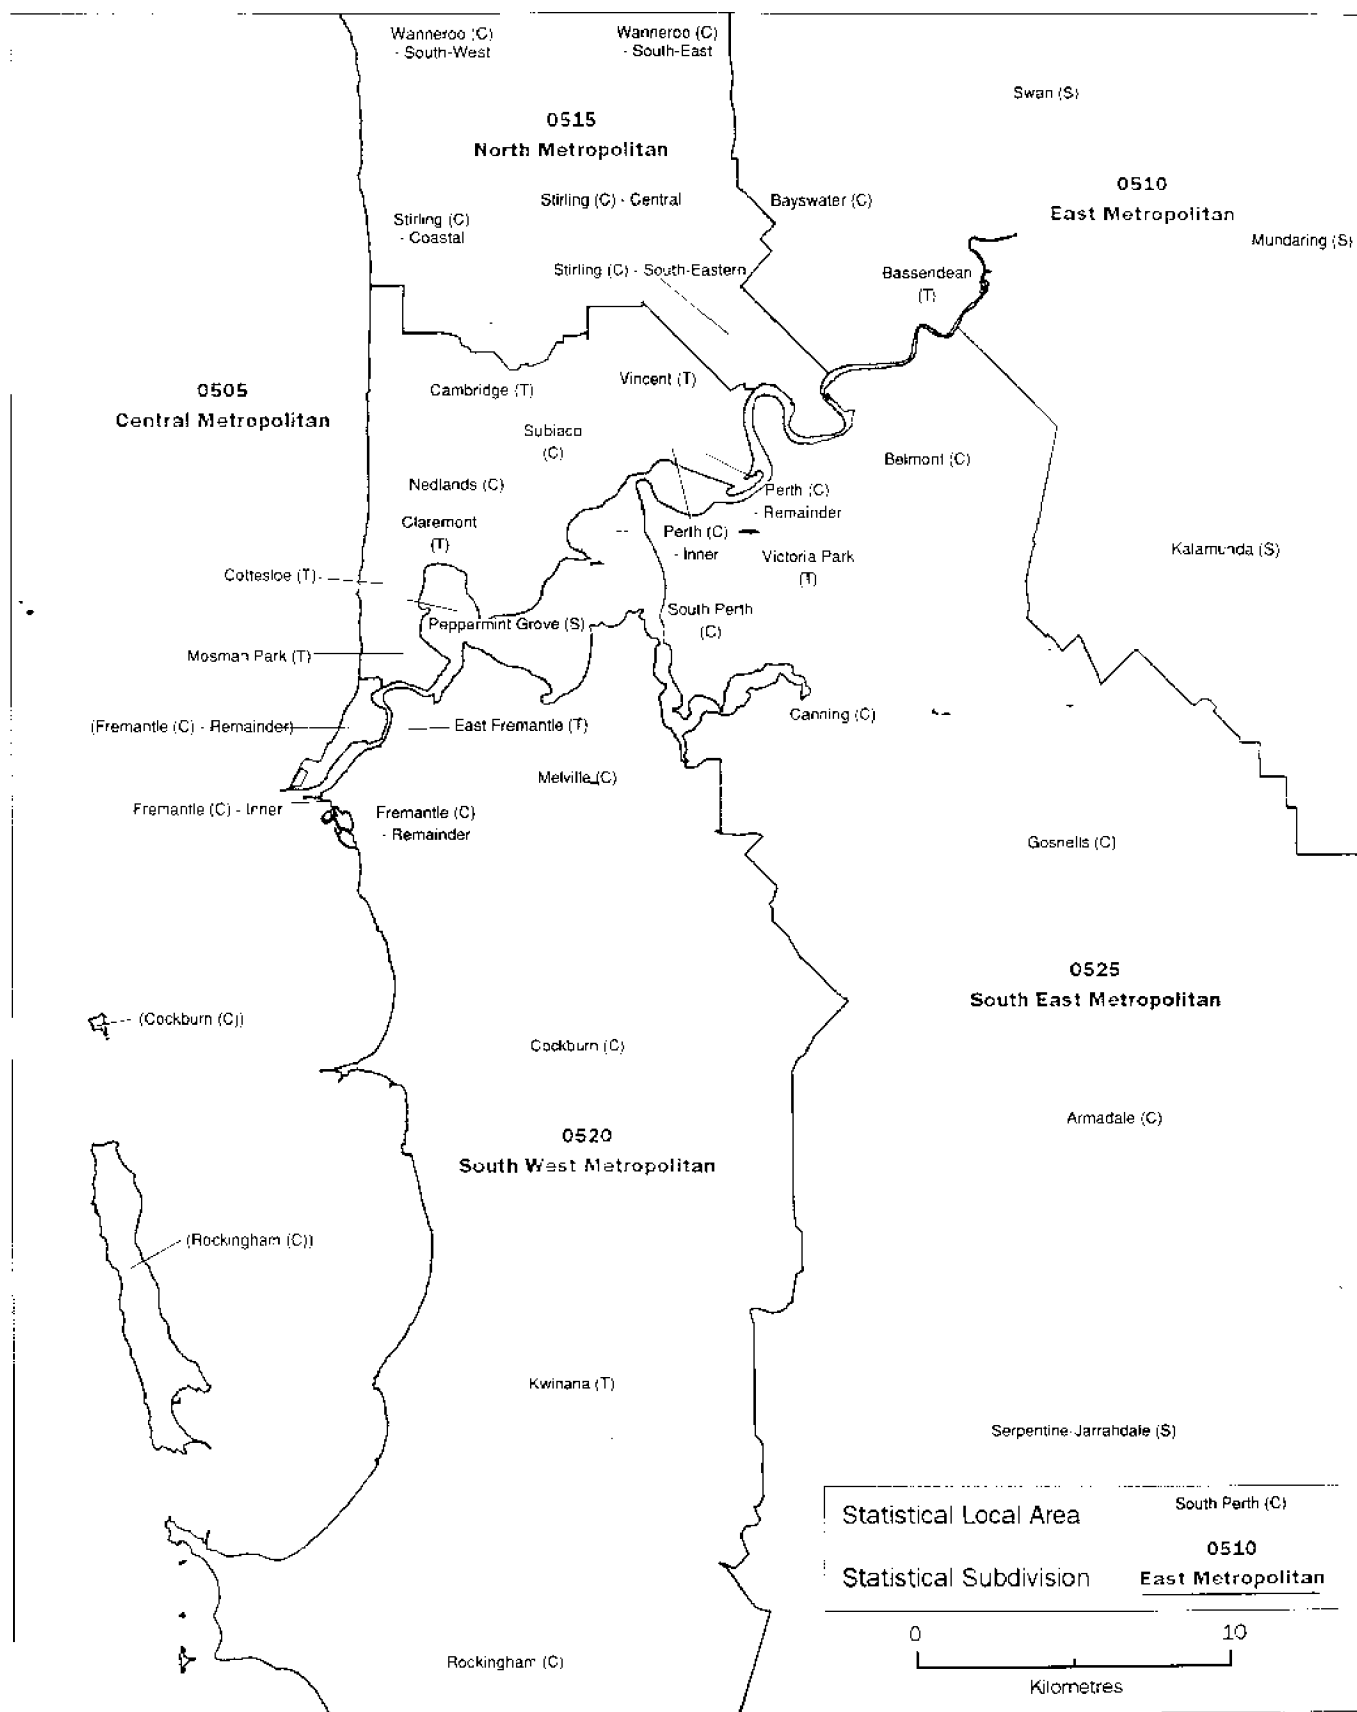 Wanneroo (C)
- South-West
Wanneroo (C)
- South-East
Swan (S)
0515
North Metropolitan
0510
East Metropolitan
Stirling (C) - Central
Bayswater (C)
Stirling (C)
- Coastal
Mundaring (S)
Stirling (C) - South-Eastern
Bassendean
(T)
0505
Central Metropolitan
Cambridge (T)
Vincent (T)
Subiaco
(C)
Belmont (C)
Nedlands (C)
Perth (C)
- Remainder
Claremont
(T)
Perth (C)
- Inner
Victoria Park
(T)
Kalamunda (S)
Cottesloe (T)
Peppermint Grove (S)
South Perth
(C)
Mosman Park (T)
(Fremantle (C) - Remainder)
East Fremantle (T)
Canning (C)
Melville (C)
Fremantle (C) - Inner
Fremantle (C)
- Remainder
Gosnells (C)
0525
South East Metropolitan
(Cockburn (C))
Cockburn (C)
Armadale (C)
0520
South West Metropolitan
(Rockingham (C))
Kwinana (T)
Serpentine-Jarrahdale (S)
Statistical Local Area
South Perth (C)
Statistical Subdivision
0510
East Metropolitan
0 10
Kilometres
Rockingham (C)